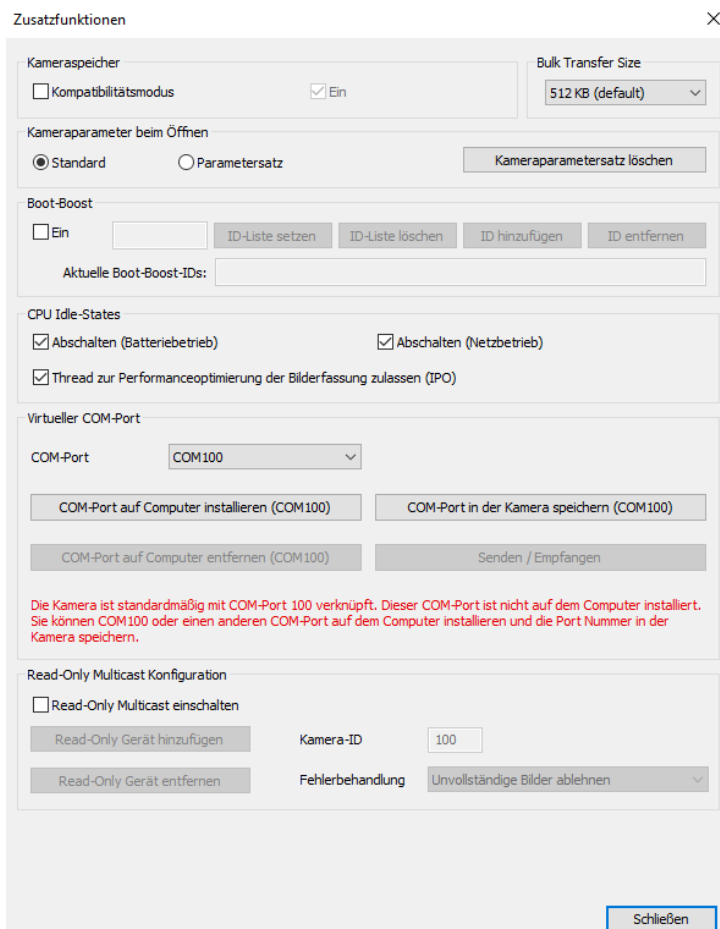 Zusatzfunktionen
Kameraspeicher
Kompatibilitätsmodus
Ein
Bulk Transfer Size
512 KB (default)
Kameraparameter beim Öffnen
Standard
Parametersatz
Kameraparametersatz löschen
Boot-Boost
Ein
ID-Liste setzen
ID-Liste löschen
ID hinzufügen
ID entfernen
Aktuelle Boot-Boost-IDs:
CPU Idle-States
Abschalten (Batteriebetrieb)
Abschalten (Netzbetrieb)
Thread zur Performanceoptimierung der Bilderfassung zulassen (IPO)
Virtueller COM-Port
COM-Port
COM100
COM-Port auf Computer installieren (COM100)
COM-Port in der Kamera speichern (COM100)
COM-Port auf Computer entfernen (COM100)
Senden / Empfangen
Die Kamera ist standardmäßig mit COM-Port 100 verknüpft. Dieser COM-Port ist nicht auf dem Computer installiert.
Sie können COM100 oder einen anderen COM-Port auf dem Computer installieren und die Port Nummer in der
Kamera speichern.
Read-Only Multicast Konfiguration
Read-Only Multicast einschalten
Read-Only Gerät hinzufügen
Kamera-ID
100
Read-Only Gerät entfernen
Fehlerbehandlung
Unvollständige Bilder ablehnen
Schließen